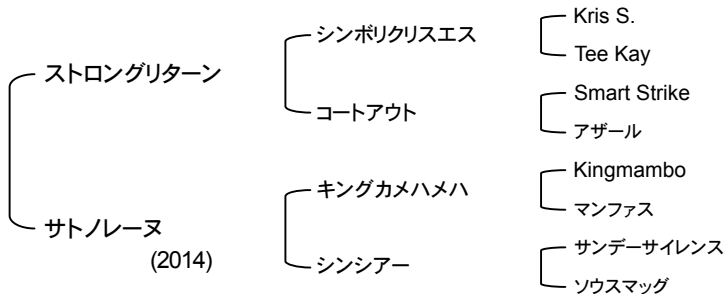 ストロングリターン
サトノレーヌ
(2014)
シンボリクリスエス
コートアウト
キングカメハメハ
シンシアー
Kris S.
Tee Kay
Smart Strike
アザール
Kingmambo
マンファス
サンデーサイレンス
ソウスマッグ